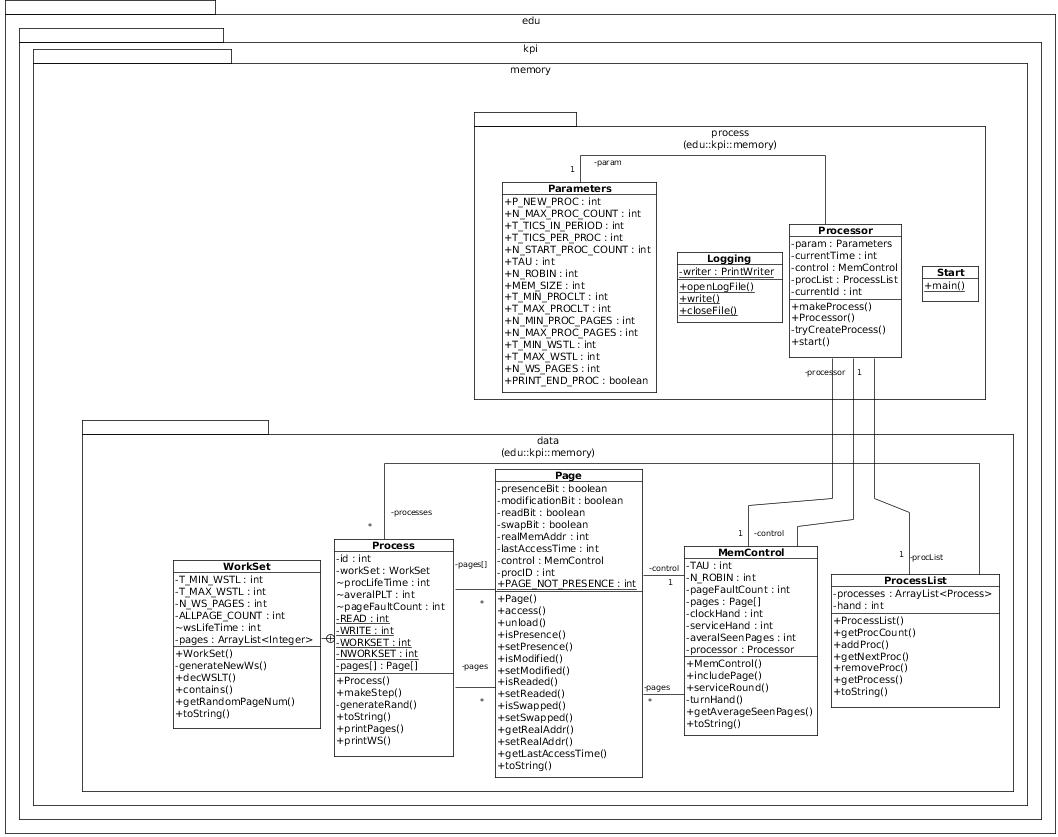 edu
kpi
memory
process
(edu::kpi::memory)
-param
1
Parameters
+P_NEW_PROC : int
+N_MAX_PROC_COUNT : int
+T_TICS_IN_PERIOD : int
+T_TICS_PER_PROC : int
+N_START_PROC_COUNT : int
+TAU : int
+N_ROBIN : int
+MEM_SIZE : int
+T_MIN_PROCLT : int
+T_MAX_PROCLT : int
+N_MIN_PROC_PAGES : int
+N_MAX_PROC_PAGES : int
+T_MIN_WSTL : int
+T_MAX_WSTL : int
+N_WS_PAGES : int
+PRINT_END_PROC : boolean
Logging
-writer : PrintWriter
+openLogFile()
+write()
+closeFile()
Processor
-param : Parameters
-currentTime : int
-control : MemControl
-procList : ProcessList
-currentId : int
+makeProcess()
+Processor()
-tryCreateProcess()
+start()
Start
+main()
-processor
1
data
(edu::kpi::memory)
-processes
*
WorkSet
-T_MIN_WSTL : int
-T_MAX_WSTL : int
-N_WS_PAGES : int
-ALLPAGE_COUNT : int
~wsLifeTime : int
-pages : ArrayList<Integer>
+WorkSet()
-generateNewWs()
+decWSLT()
+contains()
+getRandomPageNum()
+toString()
Process
-id : int
-workSet : WorkSet
~procLifeTime : int
~averalPLT : int
~pageFaultCount : int
-READ : int
-WRITE : int
-WORKSET : int
-NWORKSET : int
-pages[] : Page[]
+Process()
+makeStep()
-generateRand()
+toString()
+printPages()
+printWS()
-pages[]
*
-pages
*
Page
-presenceBit : boolean
-modificationBit : boolean
-readBit : boolean
-swapBit : boolean
-realMemAddr : int
-lastAccessTime : int
-control : MemControl
-procID : int
+PAGE_NOT_PRESENCE : int
+Page()
+access()
+unload()
+isPresence()
+setPresence()
+isModified()
+setModified()
+isReaded()
+setReaded()
+isSwapped()
+setSwapped()
+getRealAddr()
+setRealAddr()
+getLastAccessTime()
+toString()
-control
1
-pages
*
1
-control
MemControl
-TAU : int
-N_ROBIN : int
-pageFaultCount : int
-pages : Page[]
-clockHand : int
-serviceHand : int
-averalSeenPages : int
-processor : Processor
+MemControl()
+includePage()
+serviceRound()
-turnHand()
+getAverageSeenPages()
+toString()
1
-procList
ProcessList
-processes : ArrayList<Process>
-hand : int
+ProcessList()
+getProcCount()
+addProc()
+getNextProc()
+removeProc()
+getProcess()
+toString()